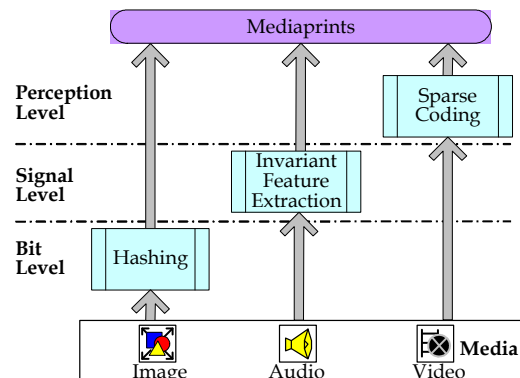 Mediaprints
Perception
Level
Sparse
Coding
Signal
Level
Invariant
Feature
Extraction
Bit
Level
Hashing
Media
Image
Audio
Video